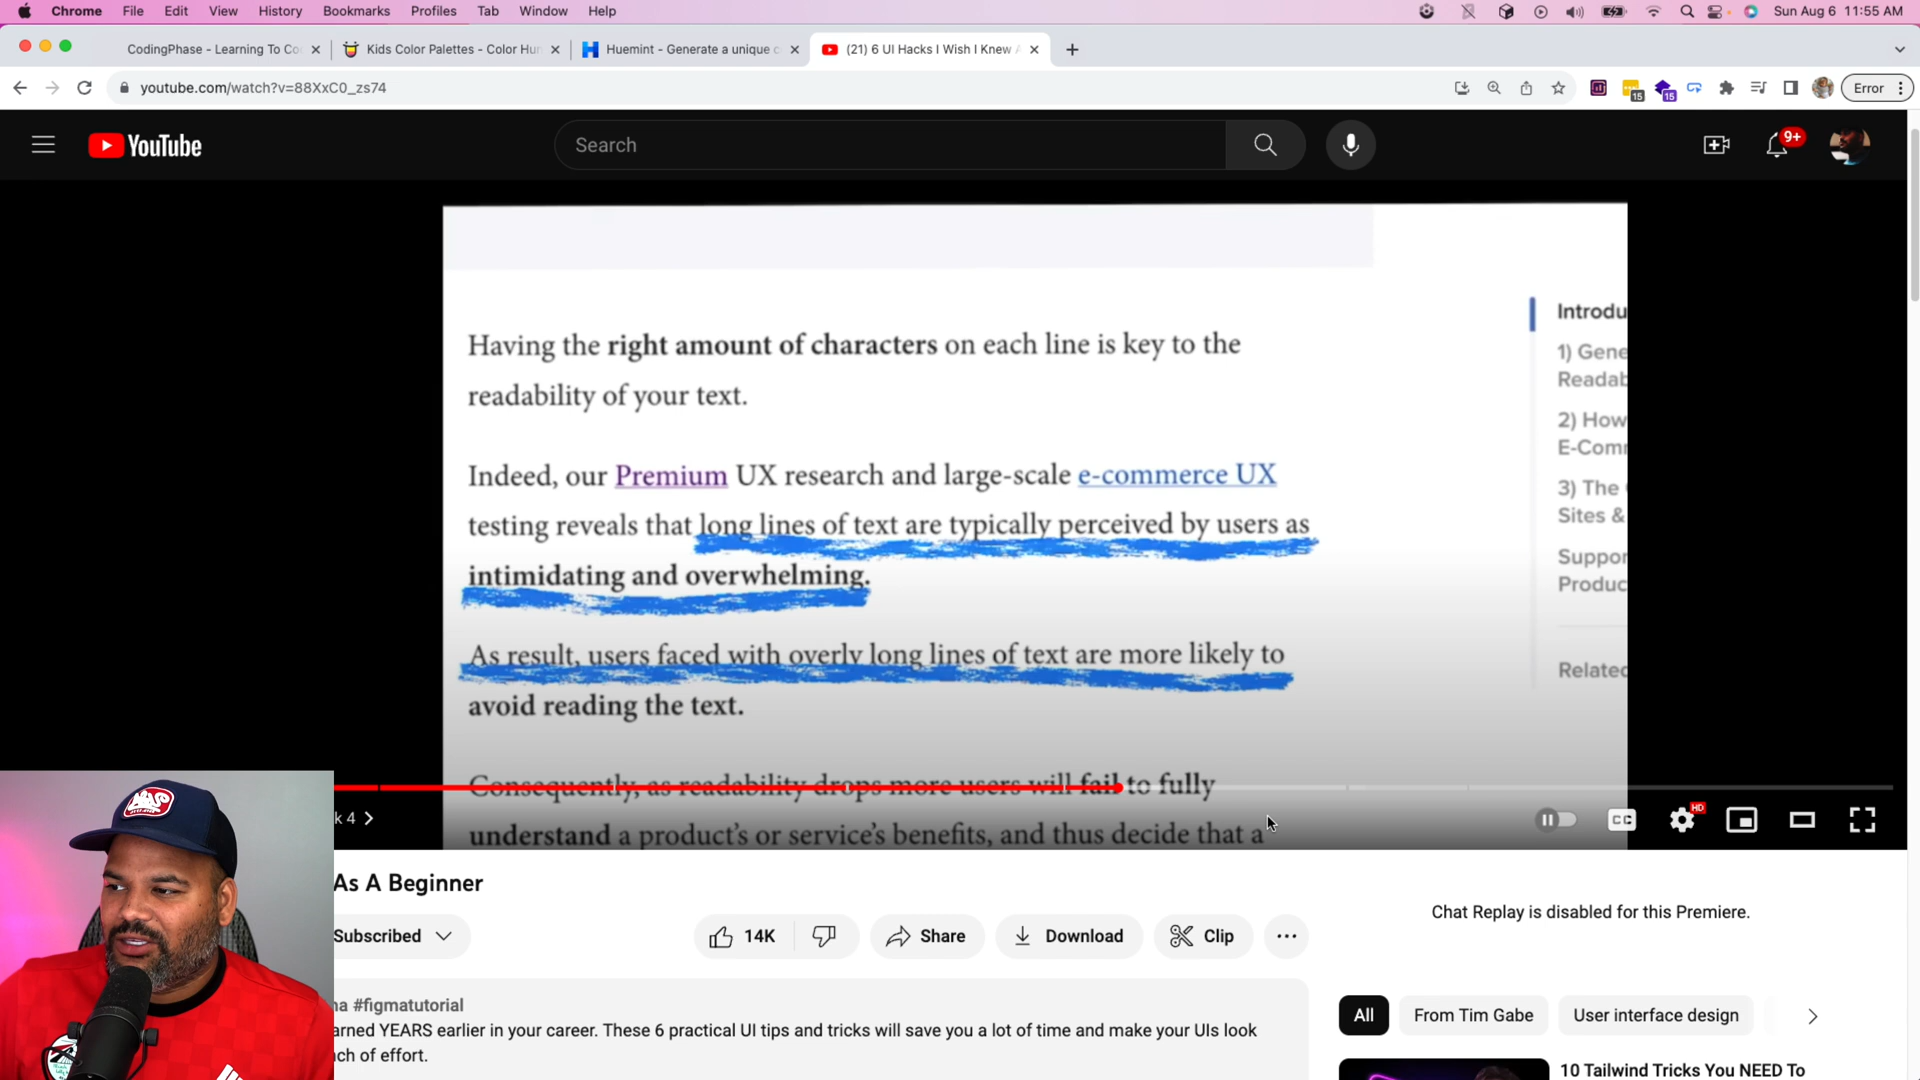 Chrome File Edit View History Bookmarks Profiles Tab Window Help
Sun Aug 6 11:55 AM
CodingPhase - Learning To Co
Kids Color Palettes - Color Hun
Huemint - Generate a unique c
(21) 6 UI Hacks I Wish I Knew A
youtube.com/watch?v=88XxC0_zs74
15
15
Error
YouTube
Search
9+
Having the right amount of characters on each line is key to the
readability of your text.
Indeed, our Premium UX research and large-scale e-commerce UX
testing reveals that long lines of text are typically perceived by users as
intimidating and overwhelming.
As result, users faced with overly long lines of text are more likely to
avoid reading the text.
Consequently, as readability drops more users will fail to fully
understand a product's or service's benefits, and thus decide that a
Introdu
1) Gene
Readab
2) How
E-Com
3) The
Sites &
Suppor
Produc
Related
k 4
CC
HD
As A Beginner
Subscribed
14K
Share
Download
Clip
Chat Replay is disabled for this Premiere.
na #figmatutorial
arned YEARS earlier in your career. These 6 practical UI tips and tricks will save you a lot of time and make your UIs look
ch of effort.
All
From Tim Gabe
User interface design
10 Tailwind Tricks You NEED To